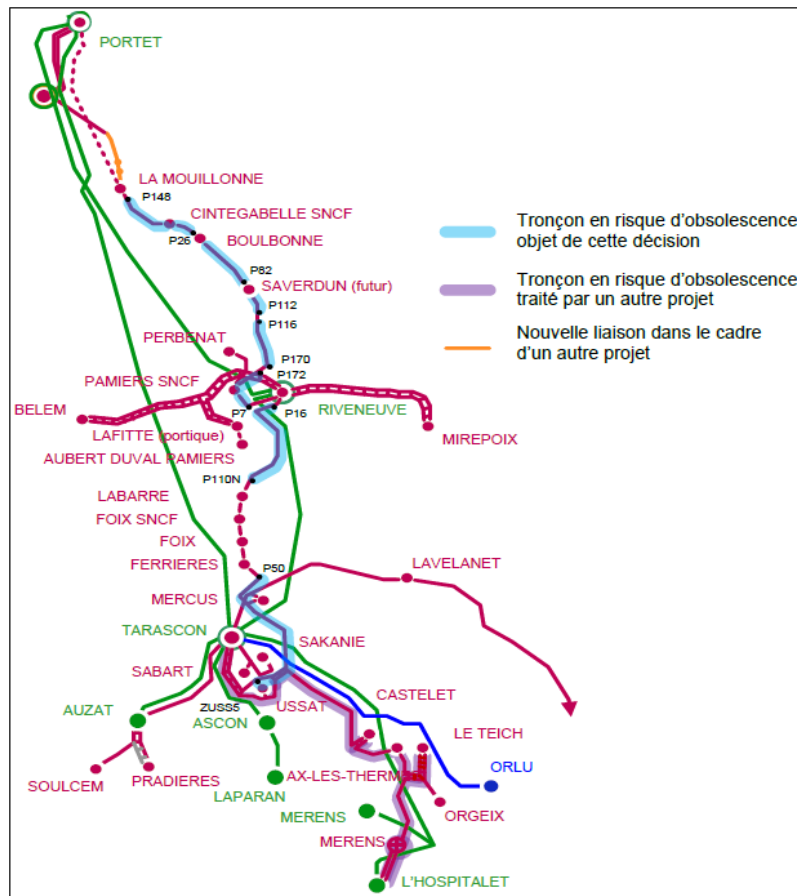 PORTET
LA MOUILLONNE
P148
CINTEGABELLE SNCF
P26
BOULBONNE
P82
SAVERDUN (futur)
P112
P116
PERBENAT
P170
P172
PAMIERS SNCF
BELEM
P7
P16
RIVENEUVE
LAFITTE (portique)
MIREPOIX
AUBERT DUVAL PAMIERS
P110N
LABARRE
FOIX SNCF
FOIX
FERRIERES
P50
LAVELANET
MERCUS
TARASCON
SAKANIE
SABART
CASTELET
AUZAT
ZUSS5
USSAT
ASCON
LE TEICH
SOULCEM
PRADIERES
AX-LES-THERMES
ORLU
LAPARAN
MERENS
ORGEIX
MERENS
L'HOSPITALET
Tronçon en risque d'obsolescence
objet de cette décision
Tronçon en risque d'obsolescence
traité par un autre projet
Nouvelle liaison dans le cadre
d'un autre projet